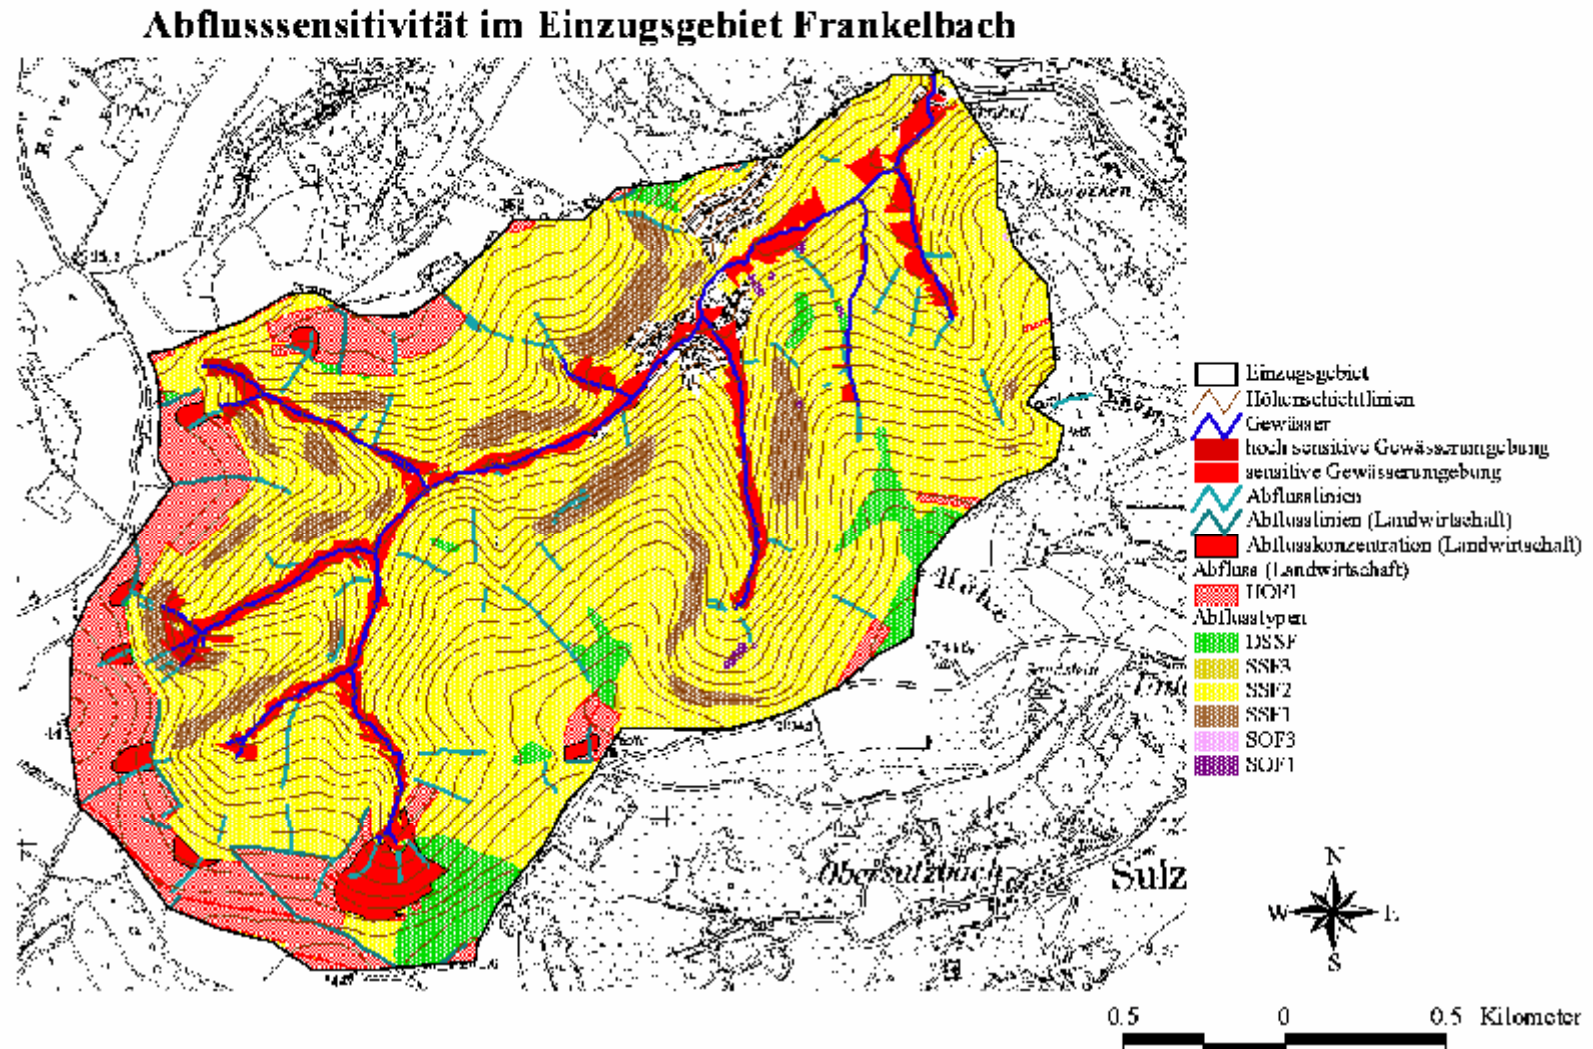 Abflusssensitivität im Einzugsgebiet Frankelbach
Einzugsgebiet
Höhenschichtlinien
Gewässer
hoch sensitive Gewässerumgebung
sensitive Gewässerumgebung
Abflusslinien
Abflusslinien (Landwirtschaft)
Abflusskonzentration (Landwirtschaft)
Abfluss (Landwirtschaft)
HOF1
Abflusstypen
DSSF
SSF3
SSF2
SSF1
SOF3
SOF1
Höhe
Obersulzbach
Sulz
N
W
E
S
0.5 0 0.5 Kilometer